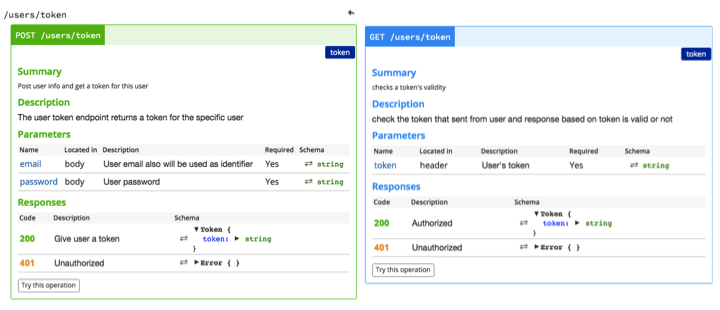 /users/token
POST /users/token
token
Summary
Post user info and get a token for this user
Description
The user token endpoint returns a token for the specific user
Parameters
Name Located in Description Required Schema
email body User email also will be used as identifier Yes ⇄ string
password body User password Yes ⇄ string
Responses
Code Description Schema
200 Give user a token ⇄ ▼Token {
token: ▶ string
}
401 Unauthorized ⇄ ▶Error { }
Try this operation
GET /users/token
token
Summary
checks a token's validity
Description
check the token that sent from user and response based on token is valid or not
Parameters
Name Located in Description Required Schema
token header User's token Yes ⇄ string
Responses
Code Description Schema
200 Authorized ⇄ ▼Token {
token: ▶ string
}
401 Unauthorized ⇄ ▶Error { }
Try this operation